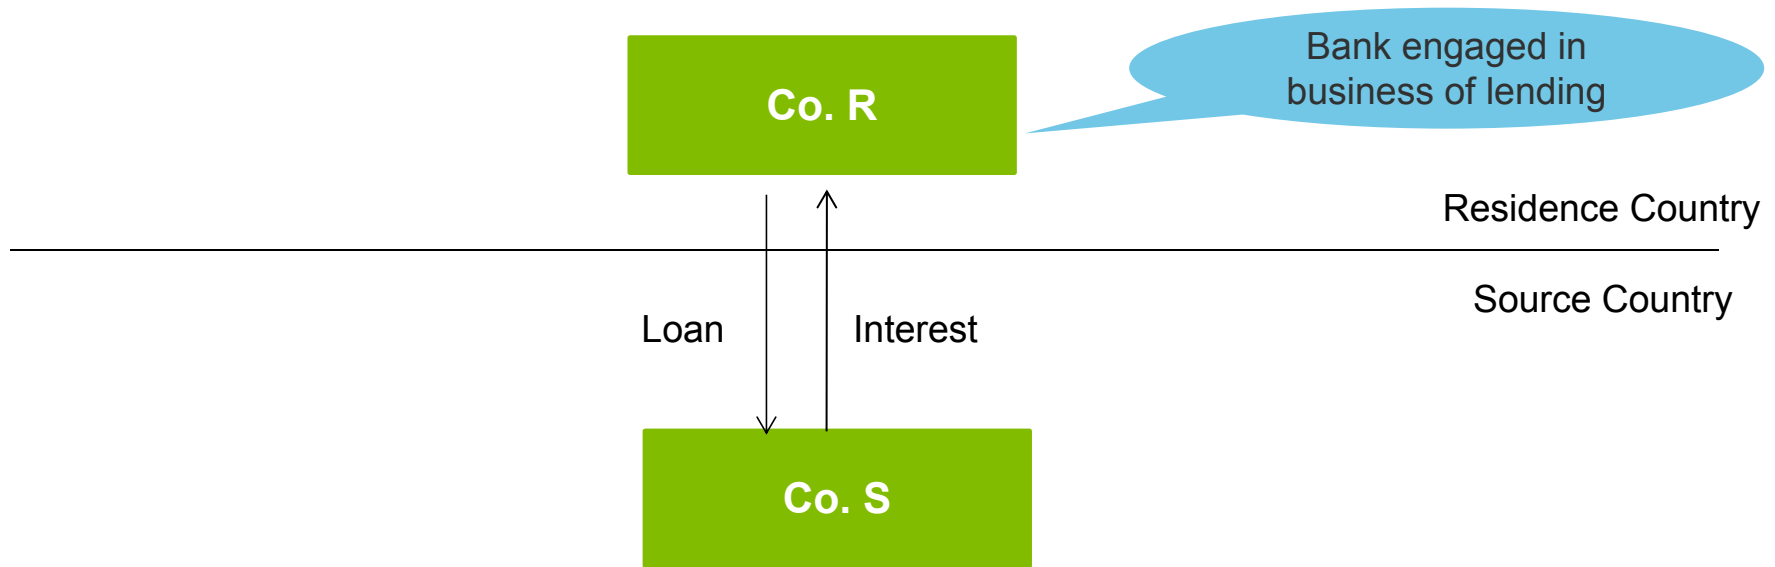 Bank engaged in
business of lending
Co. R
Residence Country
Source Country
Loan
Interest
Co. S